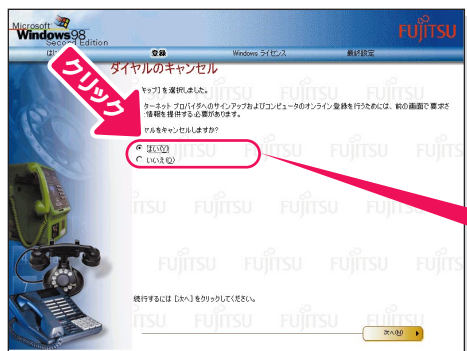 Microsoft
Windows98
Second Edition
FUJITSU
は
登録
Windows ライセンス
最終設定
ダイヤルのキャンセル
クリック
キップ] を選択しました。
ターネット プロバイダへのサインアップおよびコンピュータのオンライン登録を行うためには、前の画面で要求さ
情報を提供する必要があります。
ヤルをキャンセルしますか?
はい(Y)
いいえ(O)
続行するには [次へ] をクリックしてください。
次へ(N)